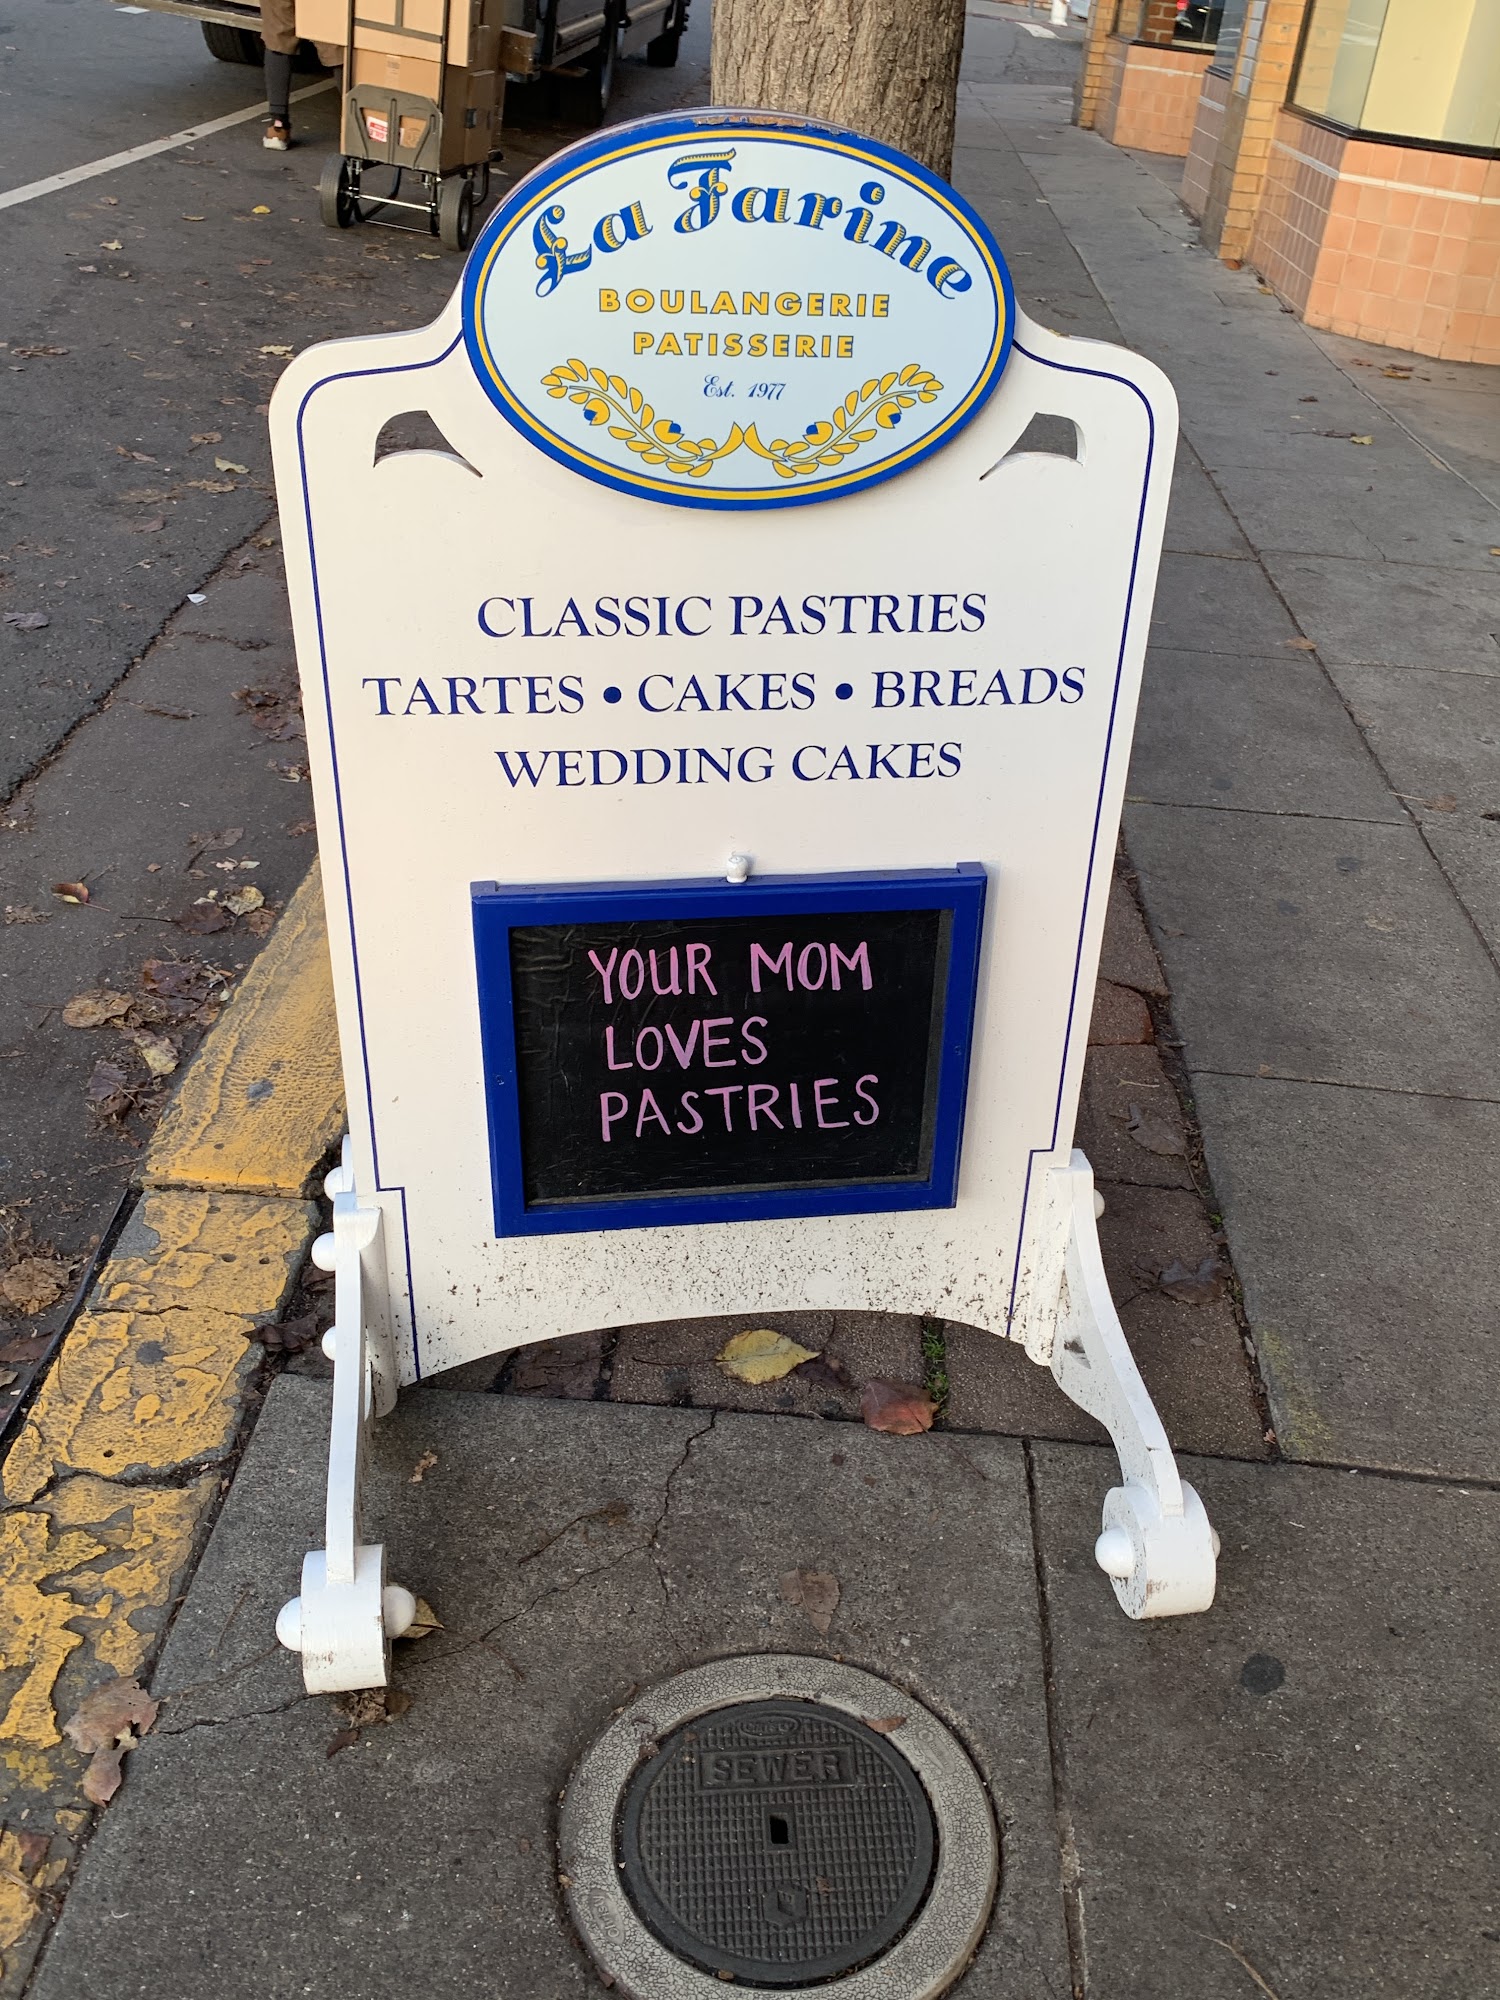 La Farine
BOULANGERIE
PATISSERIE
Est. 1977
CLASSIC PASTRIES
TARTES • CAKES • BREADS
WEDDING CAKES
YOUR MOM
LOVES
PASTRIES
SEWER